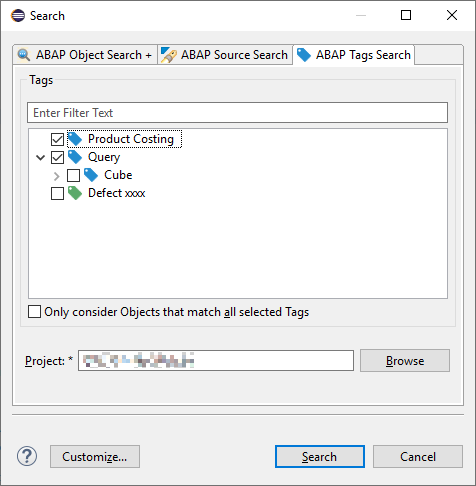 Search
ABAP Object Search +
ABAP Source Search
ABAP Tags Search
Tags
Enter Filter Text
Product Costing
Query
Cube
Defect xxxx
Only consider Objects that match all selected Tags
Project: *
Browse
?
Customize...
Search
Cancel